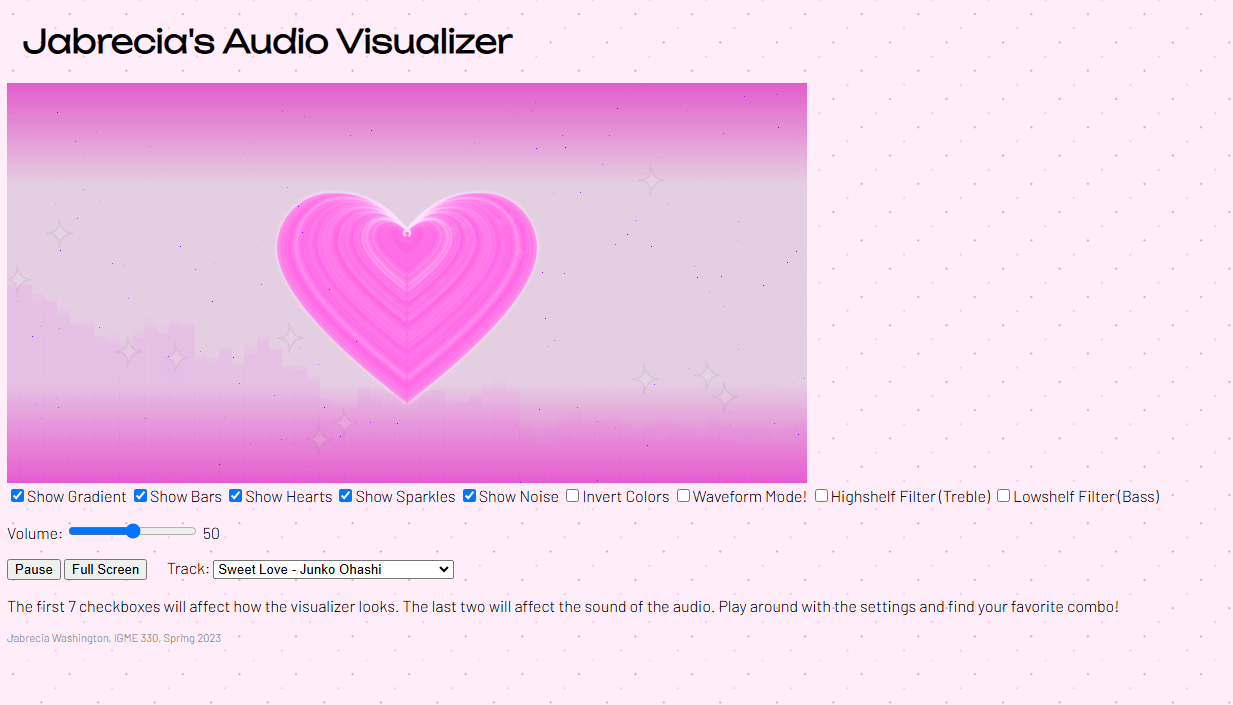 Jabrecia's Audio Visualizer
Show Gradient Show Bars Show Hearts Show Sparkles Show Noise Invert Colors Waveform Mode! Highshelf Filter(Treble) Lowshelf Filter(Bass)
Volume: 50
Pause Full Screen Track: Sweet Love - Junko Ohashi
The first 7 checkboxes will affect how the visualizer looks. The last two will affect the sound of the audio. Play around with the settings and find your favorite combo!
Jabrecia Washington, IGME 330, Spring 2023